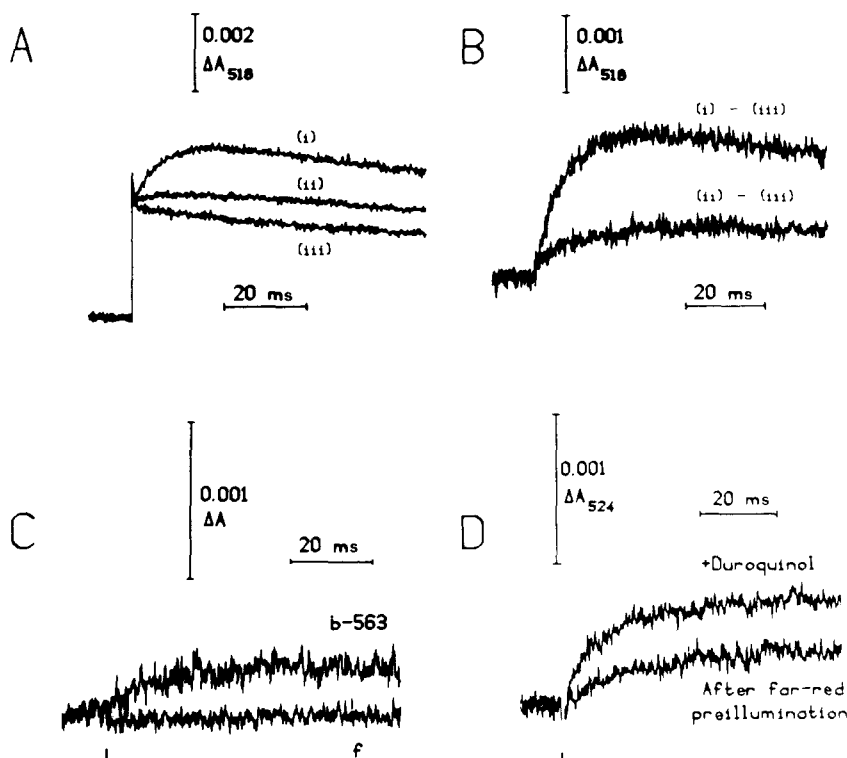 A
0.002
ΔA518
(i)
(ii)
(iii)
20 ms
B
0.001
ΔA518
(i) - (iii)
(ii) - (iii)
20 ms
C
0.001
ΔA
20 ms
b-563
f
D
0.001
ΔA524
20 ms
+Duroquinol
After far-red
preillumination